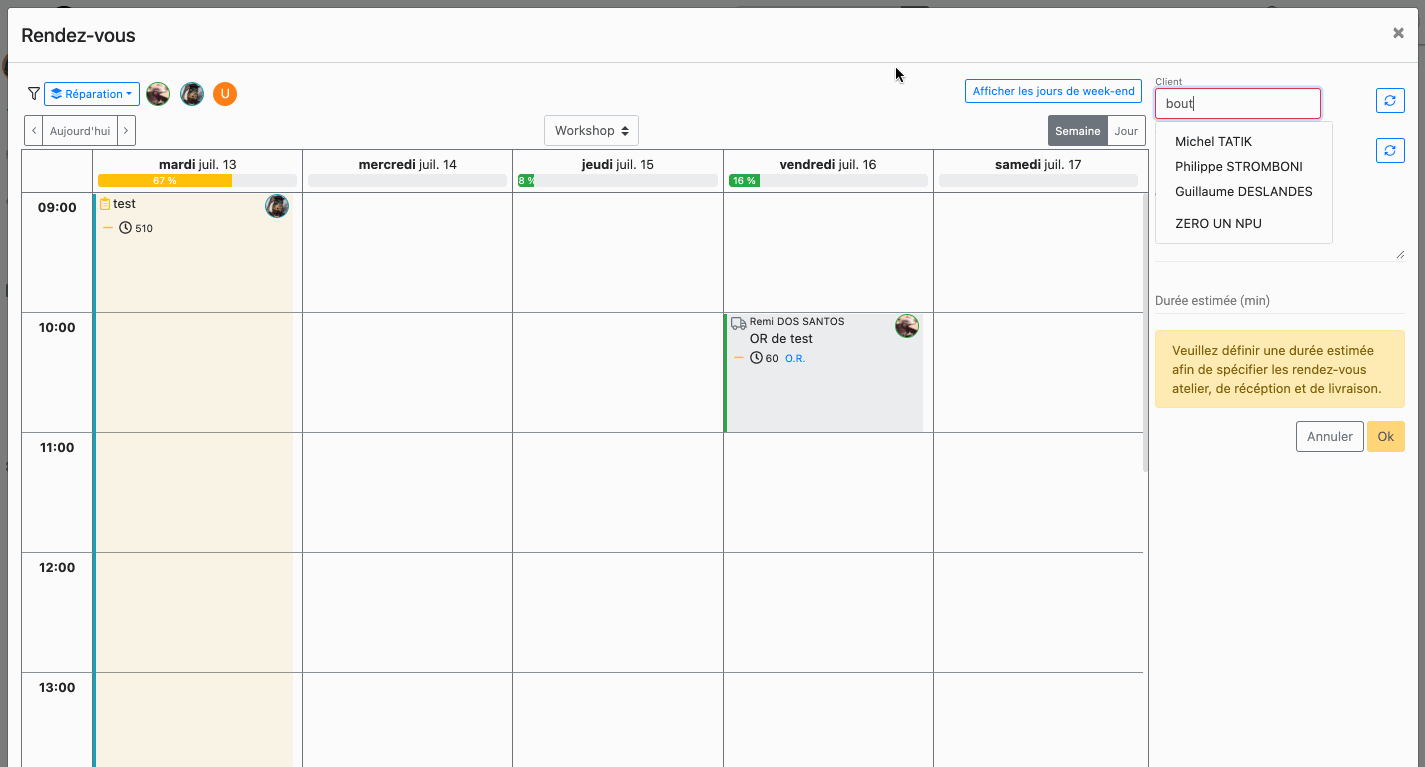 Rendez-vous
×
Réparation
U
Afficher les jours de week-end
Client
bout
Aujourd'hui
Workshop
Semaine
Jour
Michel TATIK
Philippe STROMBONI
Guillaume DESLANDES
ZERO UN NPU
mardi juil. 13
mercredi juil. 14
jeudi juil. 15
vendredi juil. 16
samedi juil. 17
67 %
8 %
16 %
09:00
test
510
10:00
Remi DOS SANTOS
OR de test
60 O.R.
11:00
12:00
13:00
Durée estimée (min)
Veuillez définir une durée estimée
afin de spécifier les rendez-vous
atelier, de récéption et de livraison.
Annuler
Ok